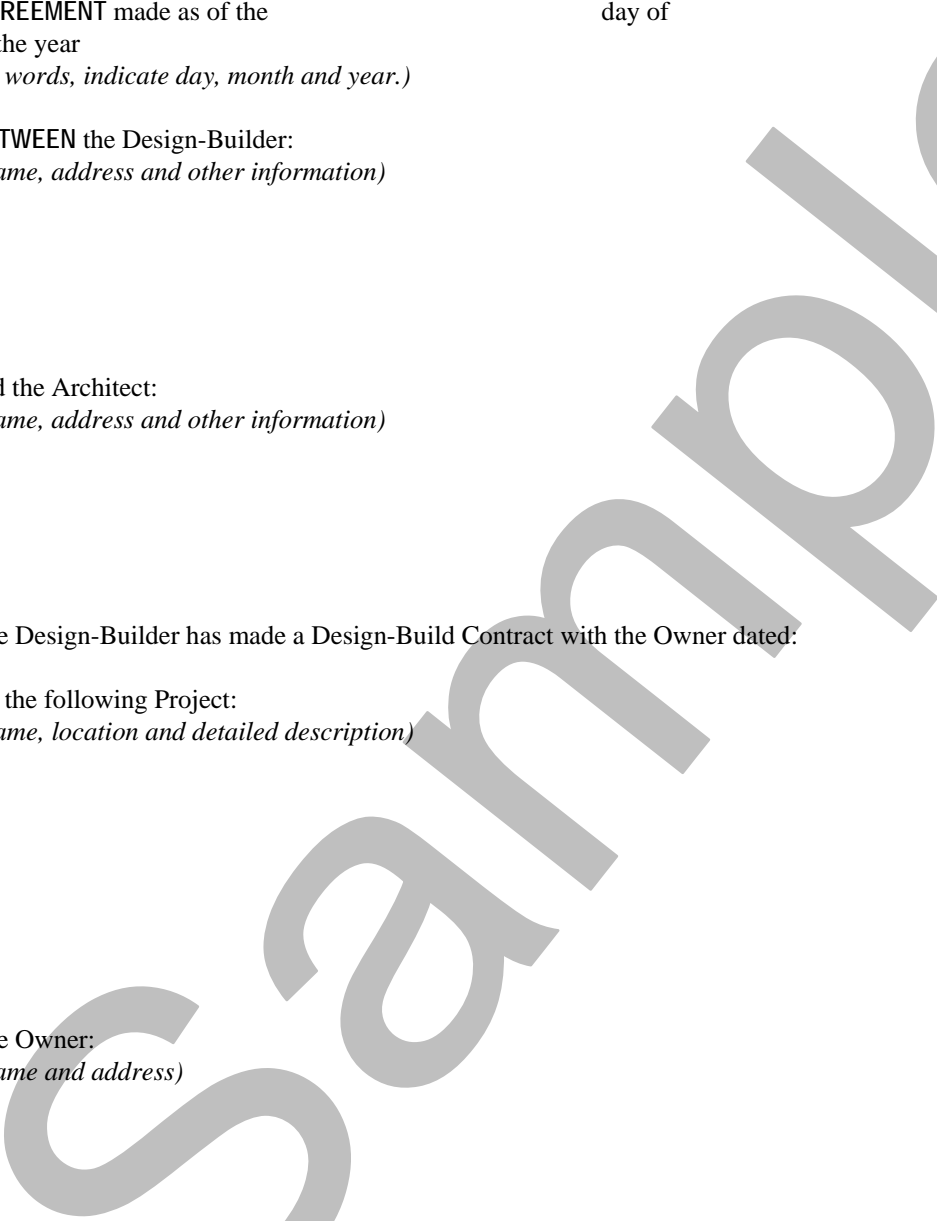 REEMENT made as of the day of
the year
words, indicate day, month and year.)
TWEEN the Design-Builder:
ame, address and other information)
d the Architect:
ame, address and other information)
e Design-Builder has made a Design-Build Contract with the Owner dated:
the following Project:
ame, location and detailed description)
e Owner:
ame and address)
Sample